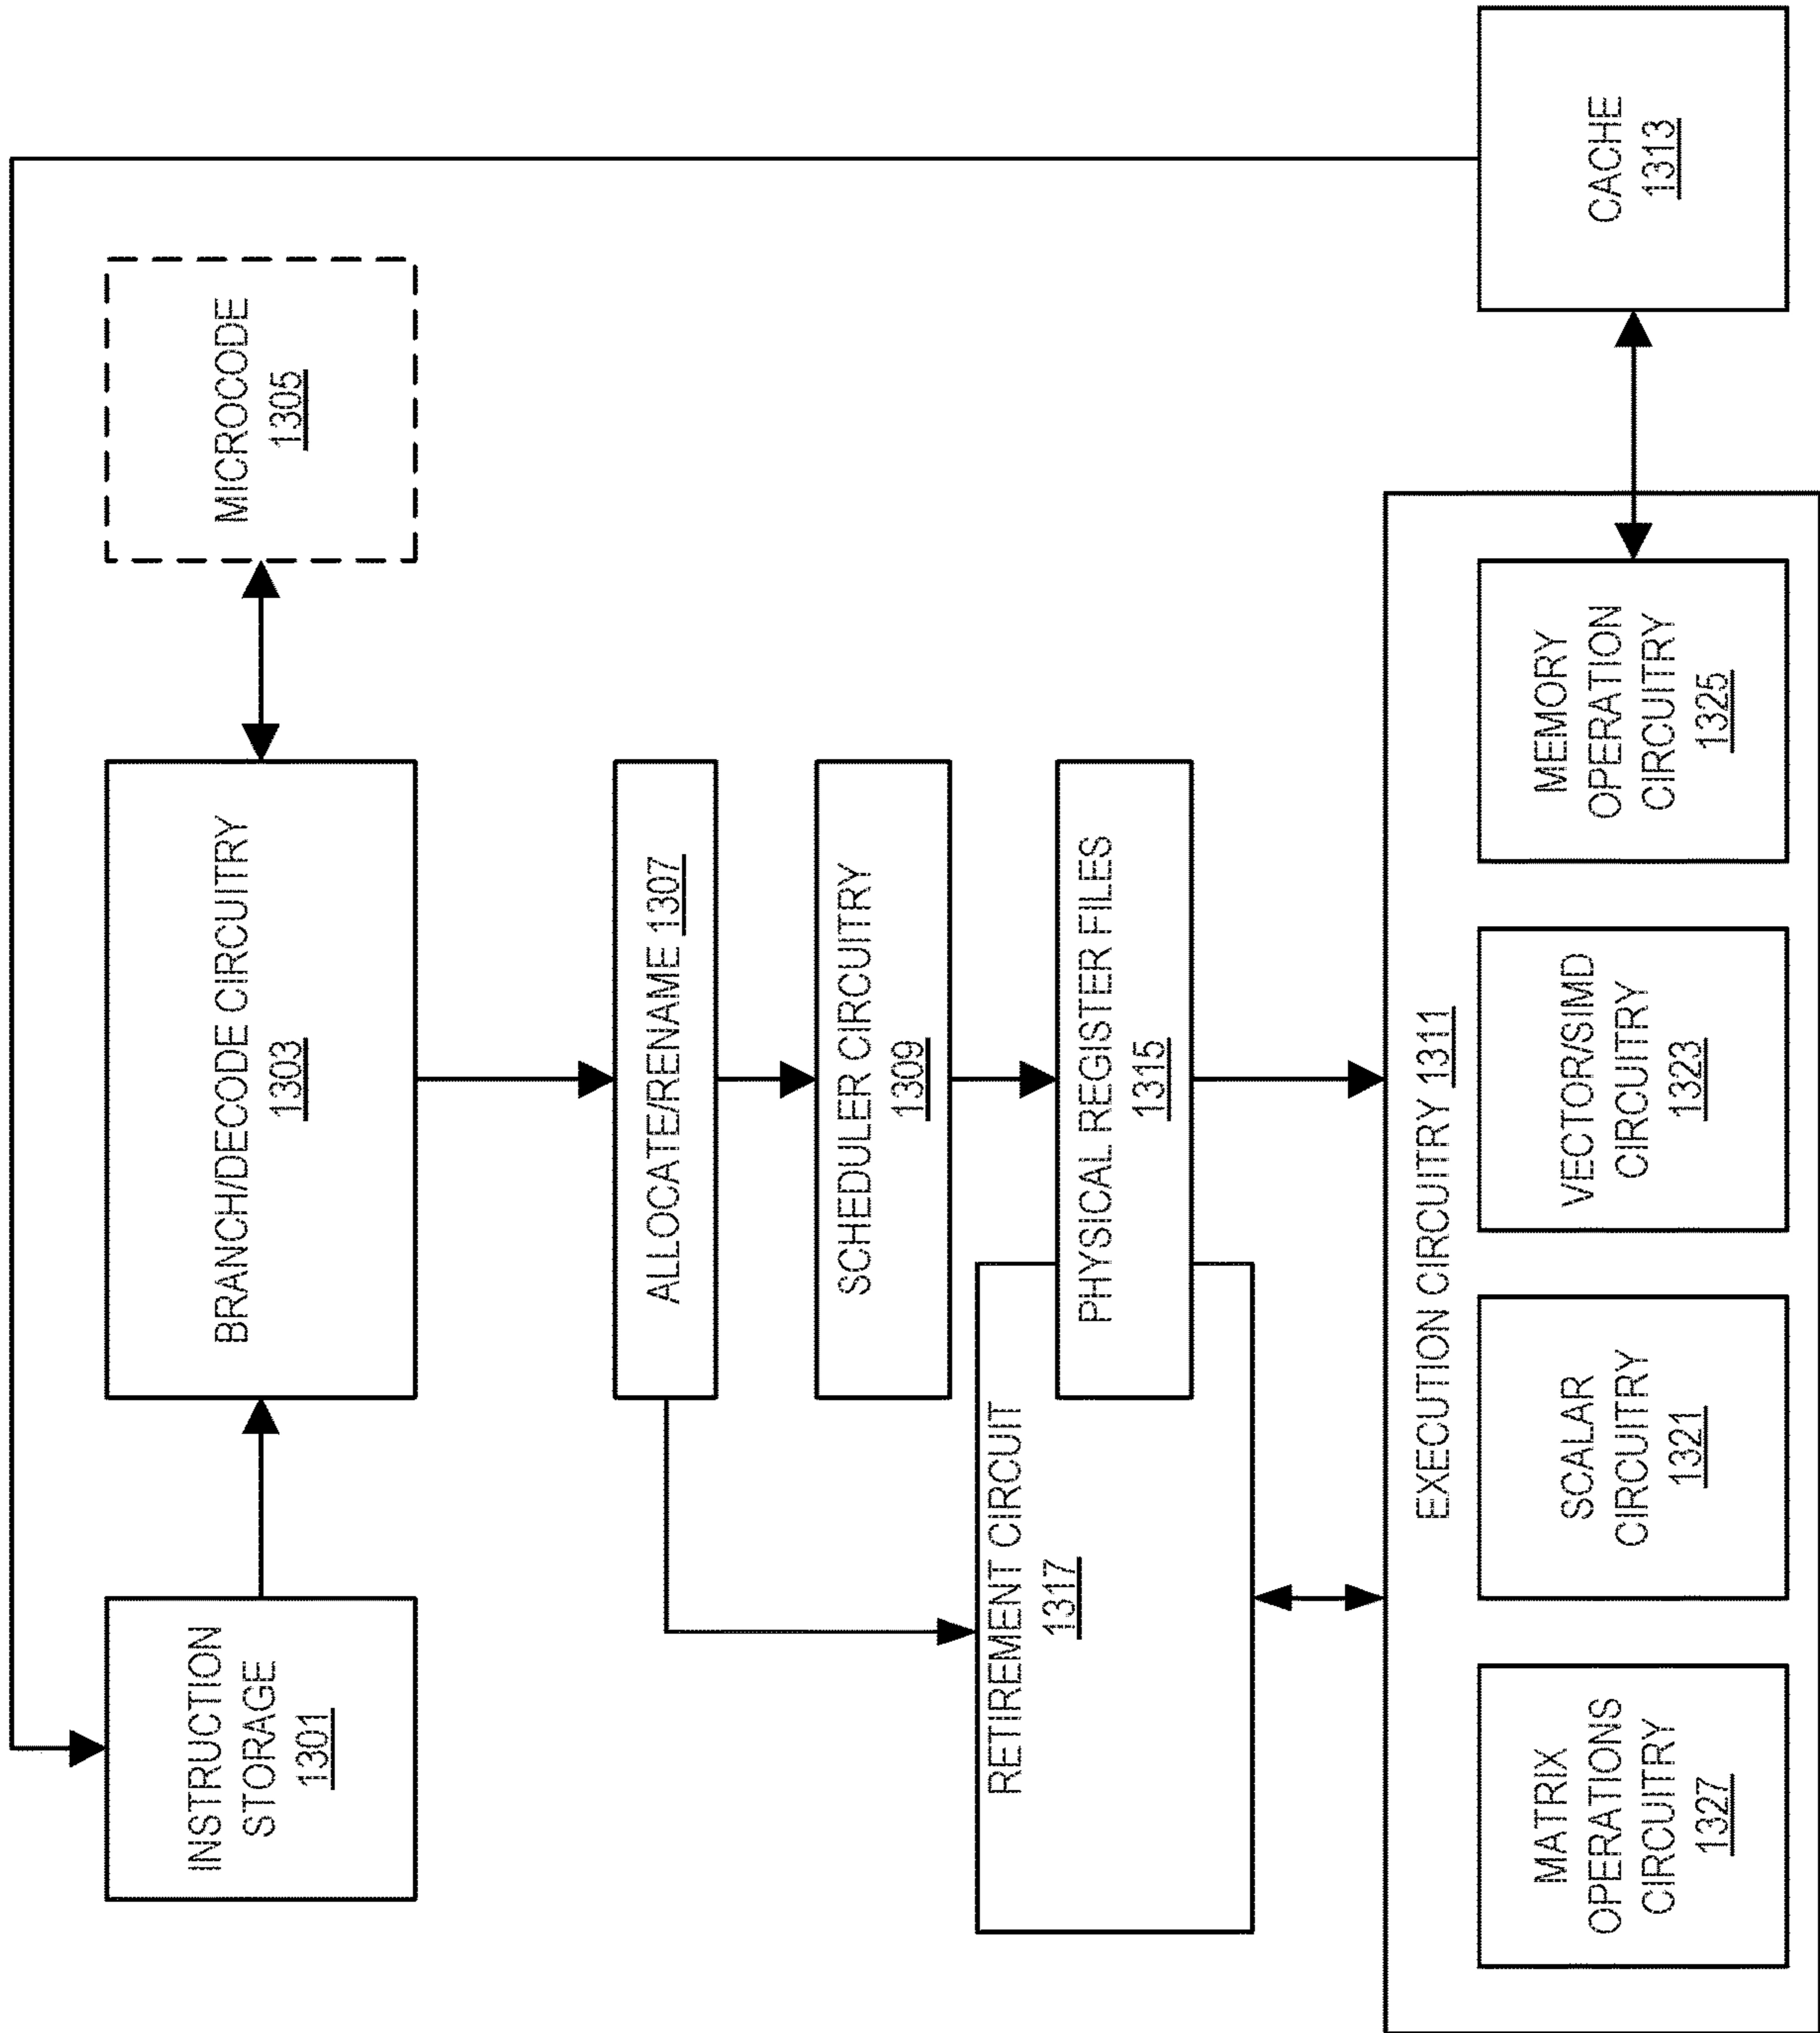 INSTRUCTION
STORAGE
1301
BRANCH/DECODE CIRCUITRY
1303
MICROCODE
1305
ALLOCATE/RENAME 1307
SCHEDULER CIRCUITRY
1309
RETIREMENT CIRCUIT
1317
PHYSICAL REGISTER FILES
1315
EXECUTION CIRCUITRY 1311
MATRIX
OPERATIONS
CIRCUITRY
1327
SCALAR
CIRCUITRY
1321
VECTOR/SIMD
CIRCUITRY
1323
MEMORY
OPERATION
CIRCUITRY
1325
CACHE
1313